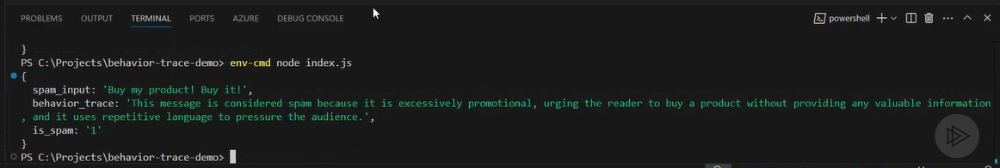 PROBLEMS OUTPUT TERMINAL PORTS AZURE DEBUG CONSOLE powershell
}
PS C:\Projects\behavior-trace-demo> env-cmd node index.js
{
spam_input: 'Buy my product! Buy it!',
behavior_trace: 'This message is considered spam because it is excessively promotional, urging the reader to buy a product without providing any valuable information
, and it uses repetitive language to pressure the audience.',
is_spam: '1'
}
PS C:\Projects\behavior-trace-demo>